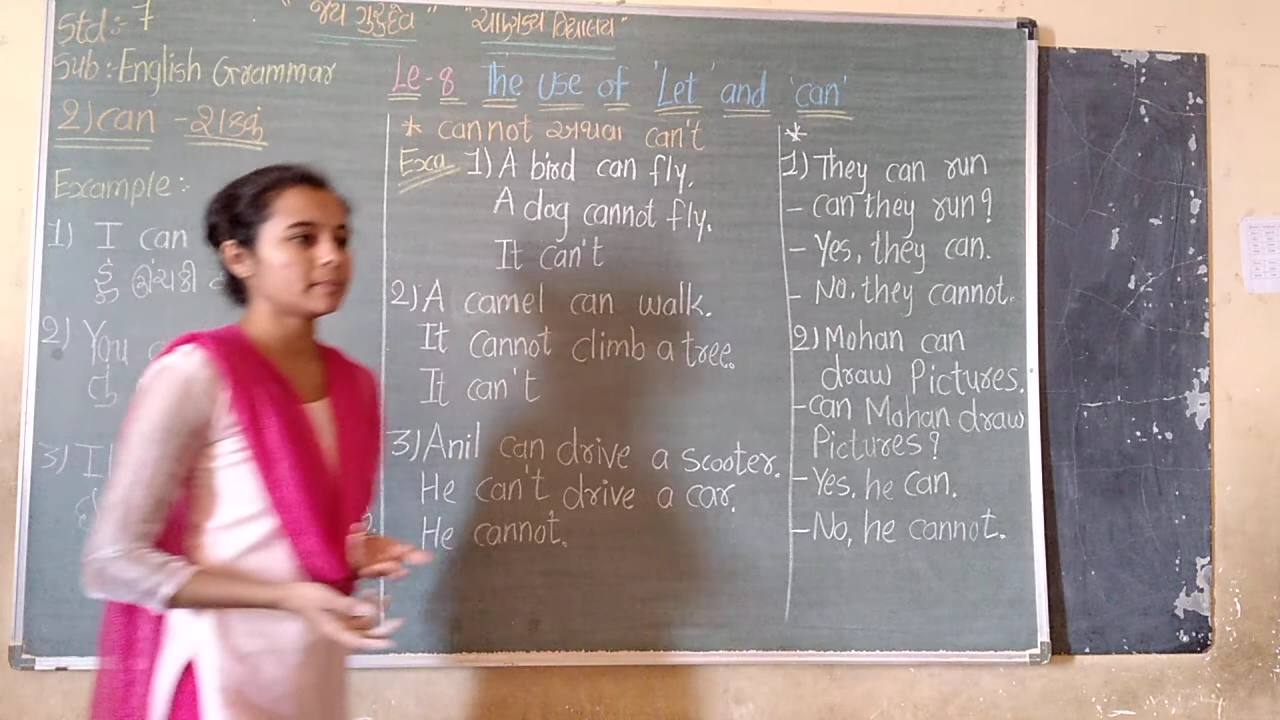 Std:- 7
"જય ગુરુદેવ" "ચાણક્ય વિદ્યાલય"
Sub:-English Grammar
Le-8 The use of 'Let' and 'can'
2) can - શકવું
Example:-
1) I can
હું
2) You
તું
3) I
* cannot અથવા can't
Exa 1) A bird can fly.
A dog cannot fly.
It can't
2) A camel can walk.
It cannot climb a tree.
It can't
3) Anil can drive a scooter.
He can't drive a car.
He cannot.
*
1) They can run
- can they run?
- Yes, they can.
- No, they cannot.
2) Mohan can
draw Pictures.
- can Mohan draw
Pictures?
- Yes, he can.
- No, he cannot.